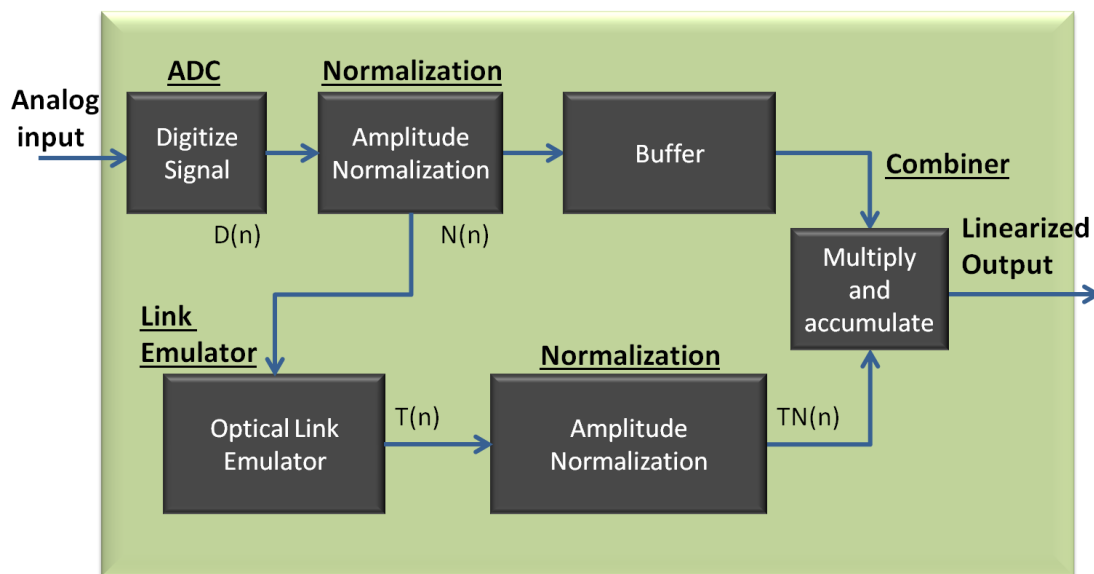 ADC
Normalization
Analog
input
Digitize
Signal
Amplitude
Normalization
Buffer
Combiner
D(n)
N(n)
Linearized
Output
Multiply
and
accumulate
Link
Emulator
Normalization
Optical Link
Emulator
T(n)
Amplitude
Normalization
TN(n)